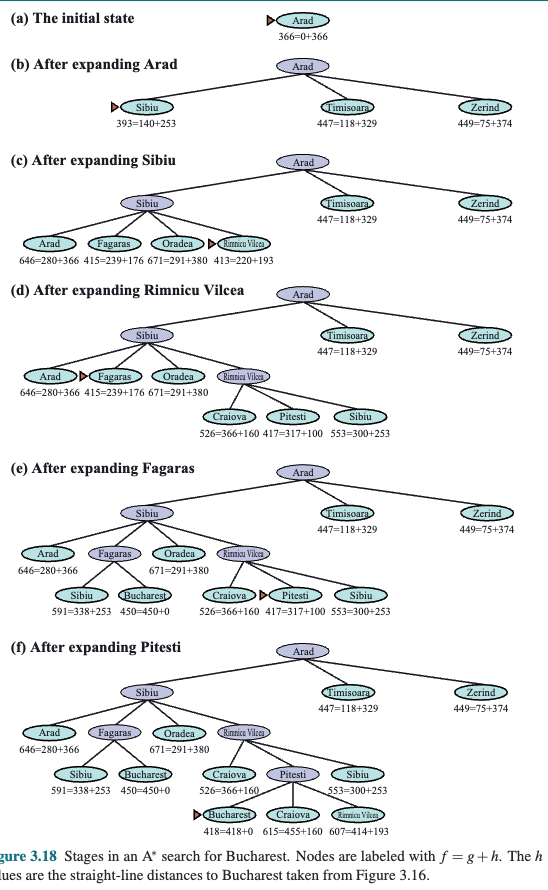 (a) The initial state
Arad
366=0+366
(b) After expanding Arad
Arad
Sibiu Timisoara Zerind
393=140+253 447=118+329 449=75+374
(c) After expanding Sibiu
Arad
Sibiu Timisoara Zerind
447=118+329 449=75+374
Arad Fagaras Oradea Rimnicu Vilcea
646=280+366 415=239+176 671=291+380 413=220+193
(d) After expanding Rimnicu Vilcea
Arad
Sibiu Timisoara Zerind
447=118+329 449=75+374
Arad Fagaras Oradea Rimnicu Vilcea
646=280+366 415=239+176 671=291+380
Craiova Pitesti Sibiu
526=366+160 417=317+100 553=300+253
(e) After expanding Fagaras
Arad
Sibiu Timisoara Zerind
447=118+329 449=75+374
Arad Fagaras Oradea Rimnicu Vilcea
646=280+366 671=291+380
Sibiu Bucharest Craiova Pitesti Sibiu
591=338+253 450=450+0 526=366+160 417=317+100 553=300+253
(f) After expanding Pitesti
Arad
Sibiu Timisoara Zerind
447=118+329 449=75+374
Arad Fagaras Oradea Rimnicu Vilcea
646=280+366 671=291+380
Sibiu Bucharest Craiova Pitesti Sibiu
591=338+253 450=450+0 526=366+160 553=300+253
Bucharest Craiova Rimnicu Vilcea
418=418+0 615=455+160 607=414+193
gure 3.18 Stages in an A* search for Bucharest. Nodes are labeled with f = g+h. The h
lues are the straight-line distances to Bucharest taken from Figure 3.16.